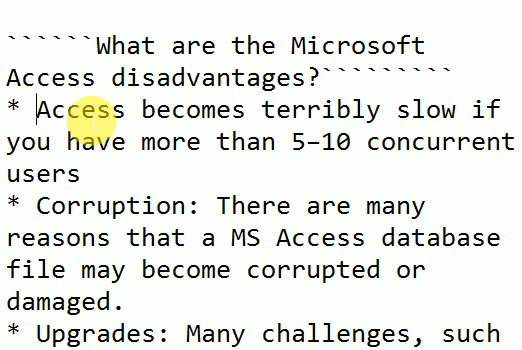 ``````What are the Microsoft
Access disadvantages?`````````
* Access becomes terribly slow if
you have more than 5–10 concurrent
users
* Corruption: There are many
reasons that a MS Access database
file may become corrupted or
damaged.
* Upgrades: Many challenges, such